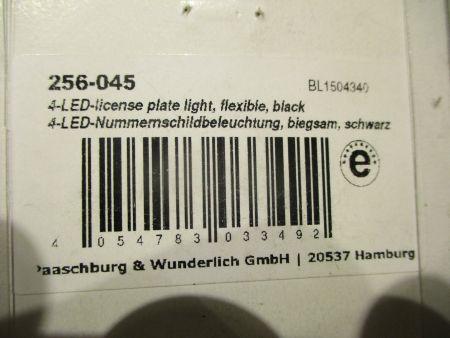 256-045 BL1504340
4-LED-license plate light, flexible, black
4-LED-Nummernschildbeleuchtung, biegsam, schwarz
e
4 054783 033492
Paaschburg & Wunderlich GmbH | 20537 Hamburg